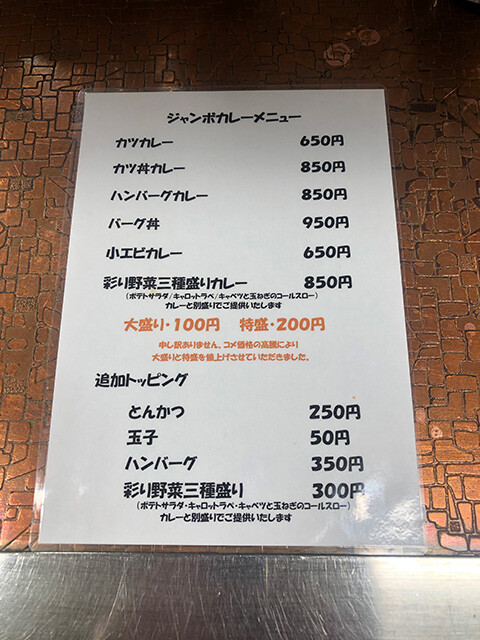 ジャンボカレーメニュー
カツカレー 650円
カツ丼カレー 850円
ハンバーグカレー 850円
バーグ丼 950円
小エビカレー 650円
彩り野菜三種盛りカレー 850円
(ポテトサラダ/キャロットラペ/キャベツと玉ねぎのコールスロー)
カレーと別盛りでご提供いたします
大盛り・100円 特盛・200円
申し訳ありません、コメ価格の高騰により
大盛りと特盛を値上げさせていただきました。
追加トッピング
とんかつ 250円
玉子 50円
ハンバーグ 350円
彩り野菜三種盛り 300円
(ポテトサラダ・キャロットラペ・キャベツと玉ねぎのコールスロー)
カレーと別盛りでご提供いたします